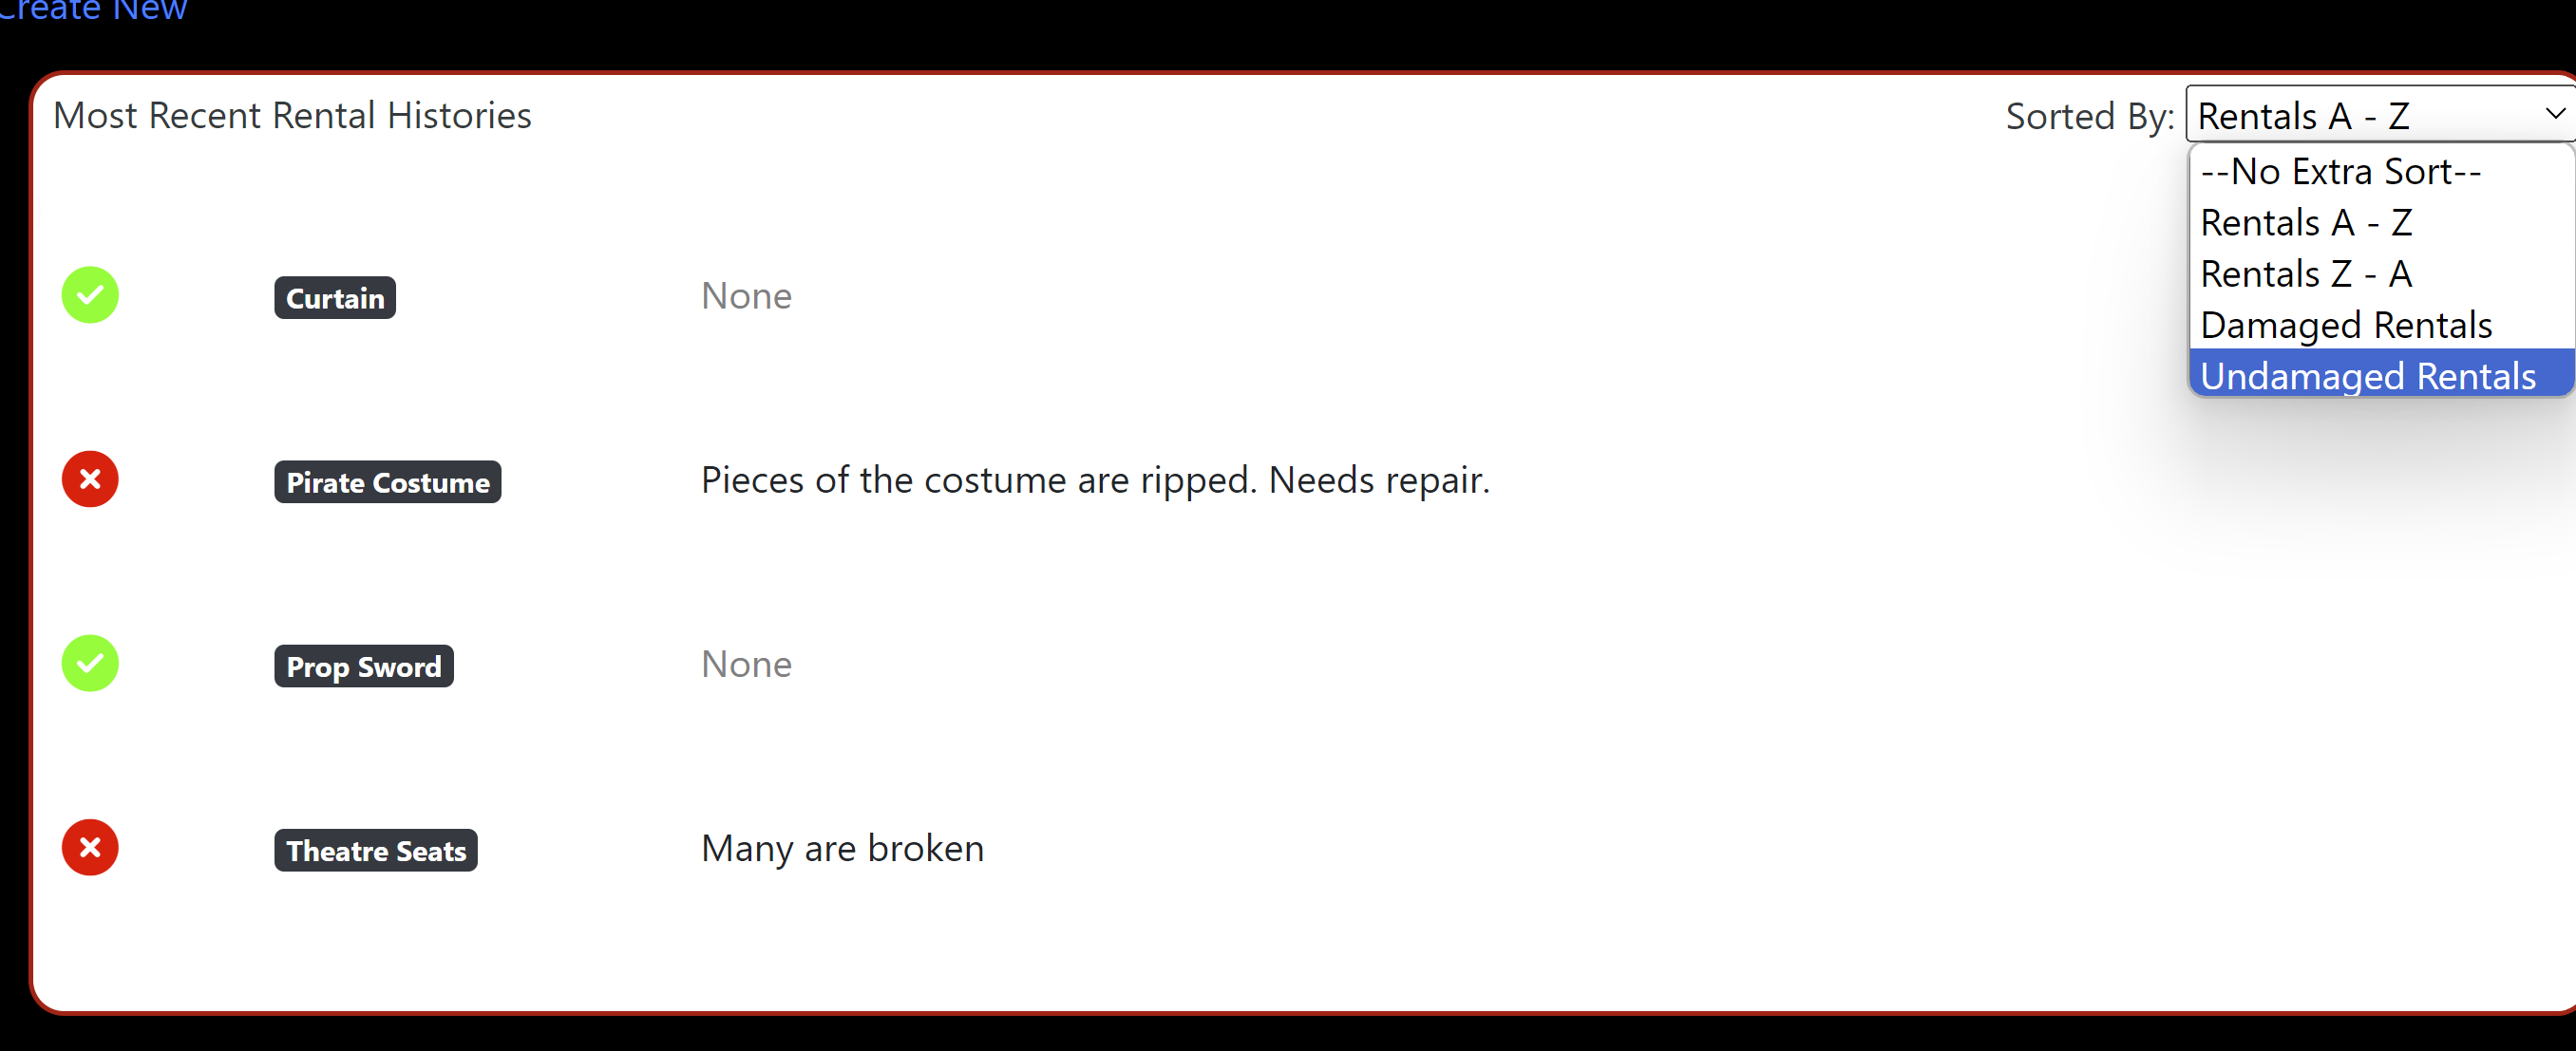 Create New
Most Recent Rental Histories
Sorted By: Rentals A - Z
--No Extra Sort--
Rentals A - Z
Rentals Z - A
Damaged Rentals
Undamaged Rentals
Curtain None
Pirate Costume Pieces of the costume are ripped. Needs repair.
Prop Sword None
Theatre Seats Many are broken